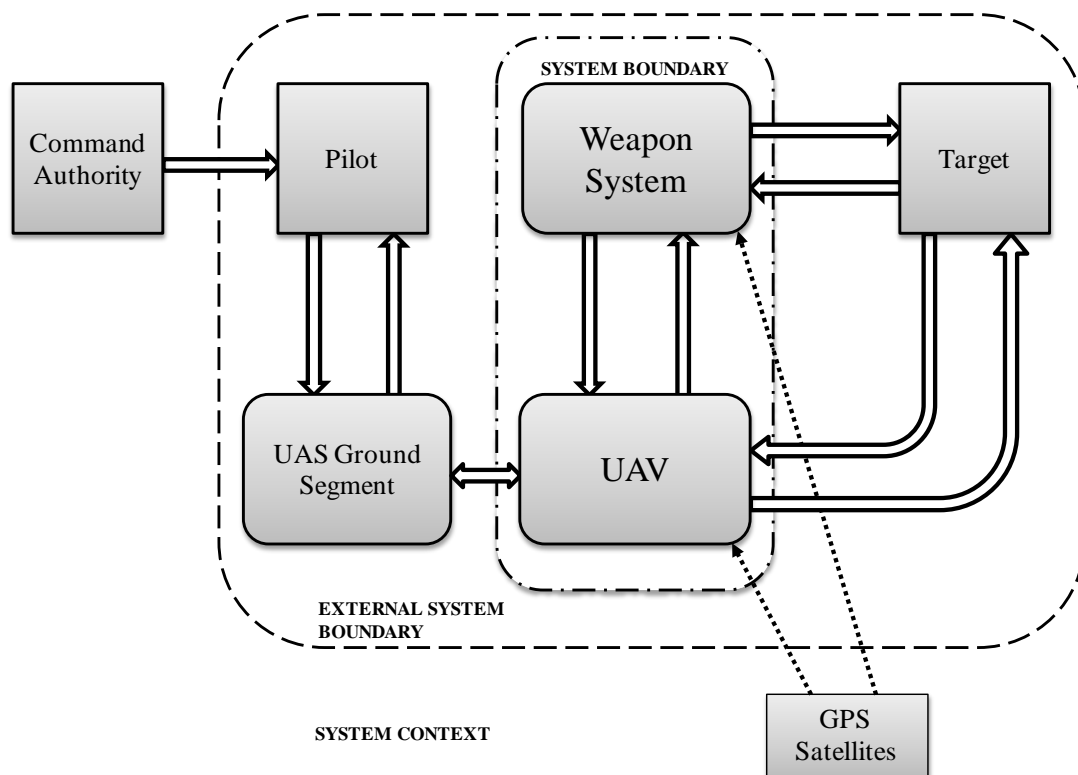 SYSTEM BOUNDARY
Command
Authority
Pilot
Weapon
System
Target
UAS Ground
Segment
UAV
EXTERNAL SYSTEM
BOUNDARY
SYSTEM CONTEXT
GPS
Satellites